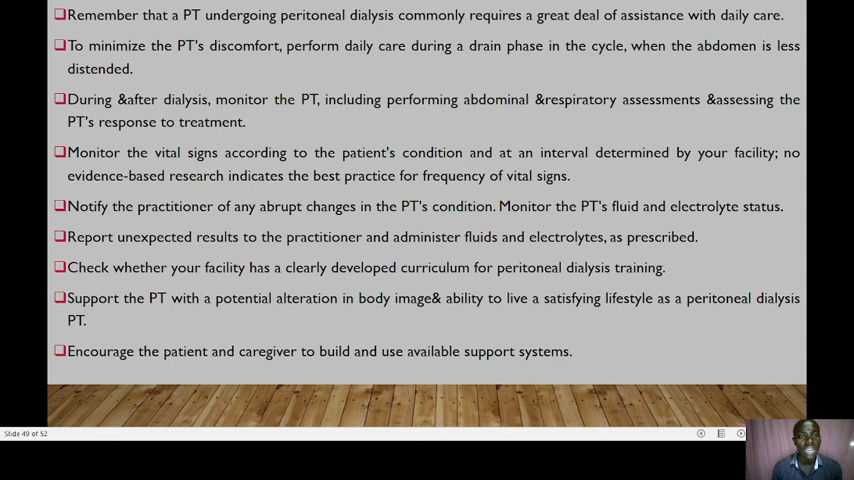 Remember that a PT undergoing peritoneal dialysis commonly requires a great deal of assistance with daily care.
To minimize the PT's discomfort, perform daily care during a drain phase in the cycle, when the abdomen is less
distended.
During &after dialysis, monitor the PT, including performing abdominal &respiratory assessments &assessing the
PT's response to treatment.
Monitor the vital signs according to the patient's condition and at an interval determined by your facility; no
evidence-based research indicates the best practice for frequency of vital signs.
Notify the practitioner of any abrupt changes in the PT's condition. Monitor the PT's fluid and electrolyte status.
Report unexpected results to the practitioner and administer fluids and electrolytes, as prescribed.
Check whether your facility has a clearly developed curriculum for peritoneal dialysis training.
Support the PT with a potential alteration in body image& ability to live a satisfying lifestyle as a peritoneal dialysis
PT.
Encourage the patient and caregiver to build and use available support systems.
Slide 49 of 52